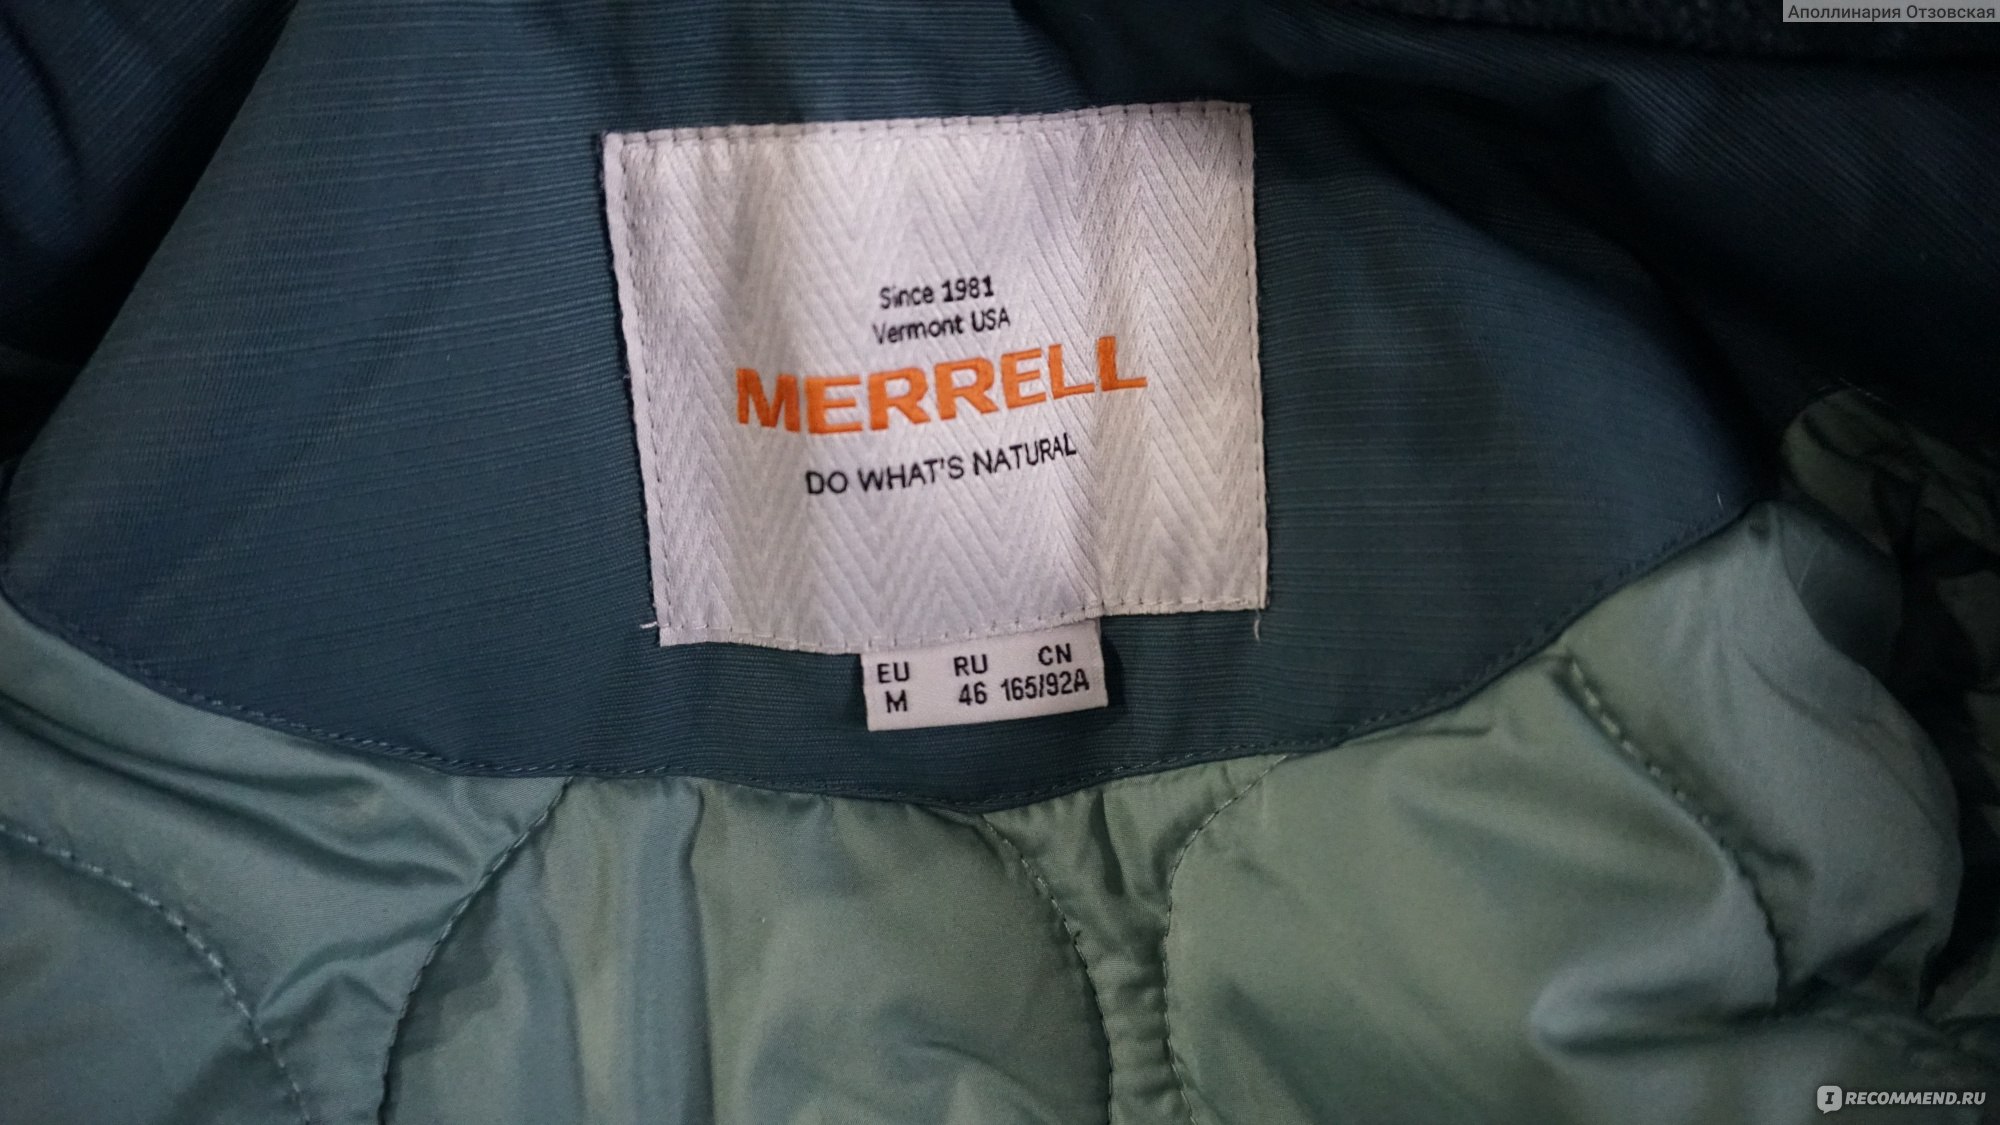 Аполлинария Отзовская
Since 1981
Vermont USA
MERRELL
DO WHAT'S NATURAL
EU RU CN
M 46 165/92A
I RECOMMEND.RU